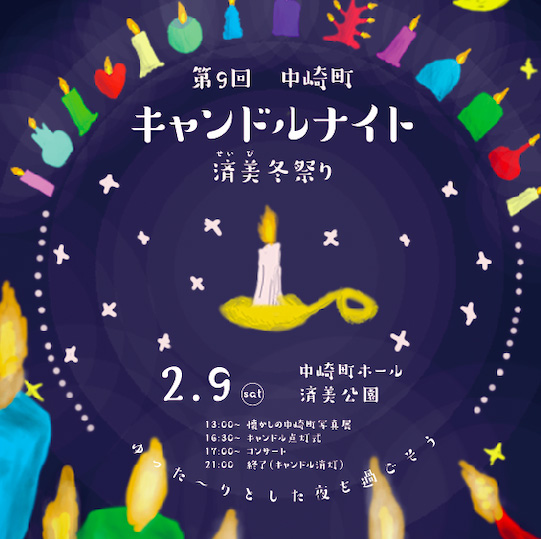 第9回 中崎町
キャンドルナイト
せいび
済美冬祭り
2.9 sat
中崎町ホール
済美公園
13:00~ 懐かしの中崎町写真展
16:30~ キャンドル点灯式
17:00~ コンサート
21:00 終了(キャンドル消灯)
まった〜りとした夜を過ごそう